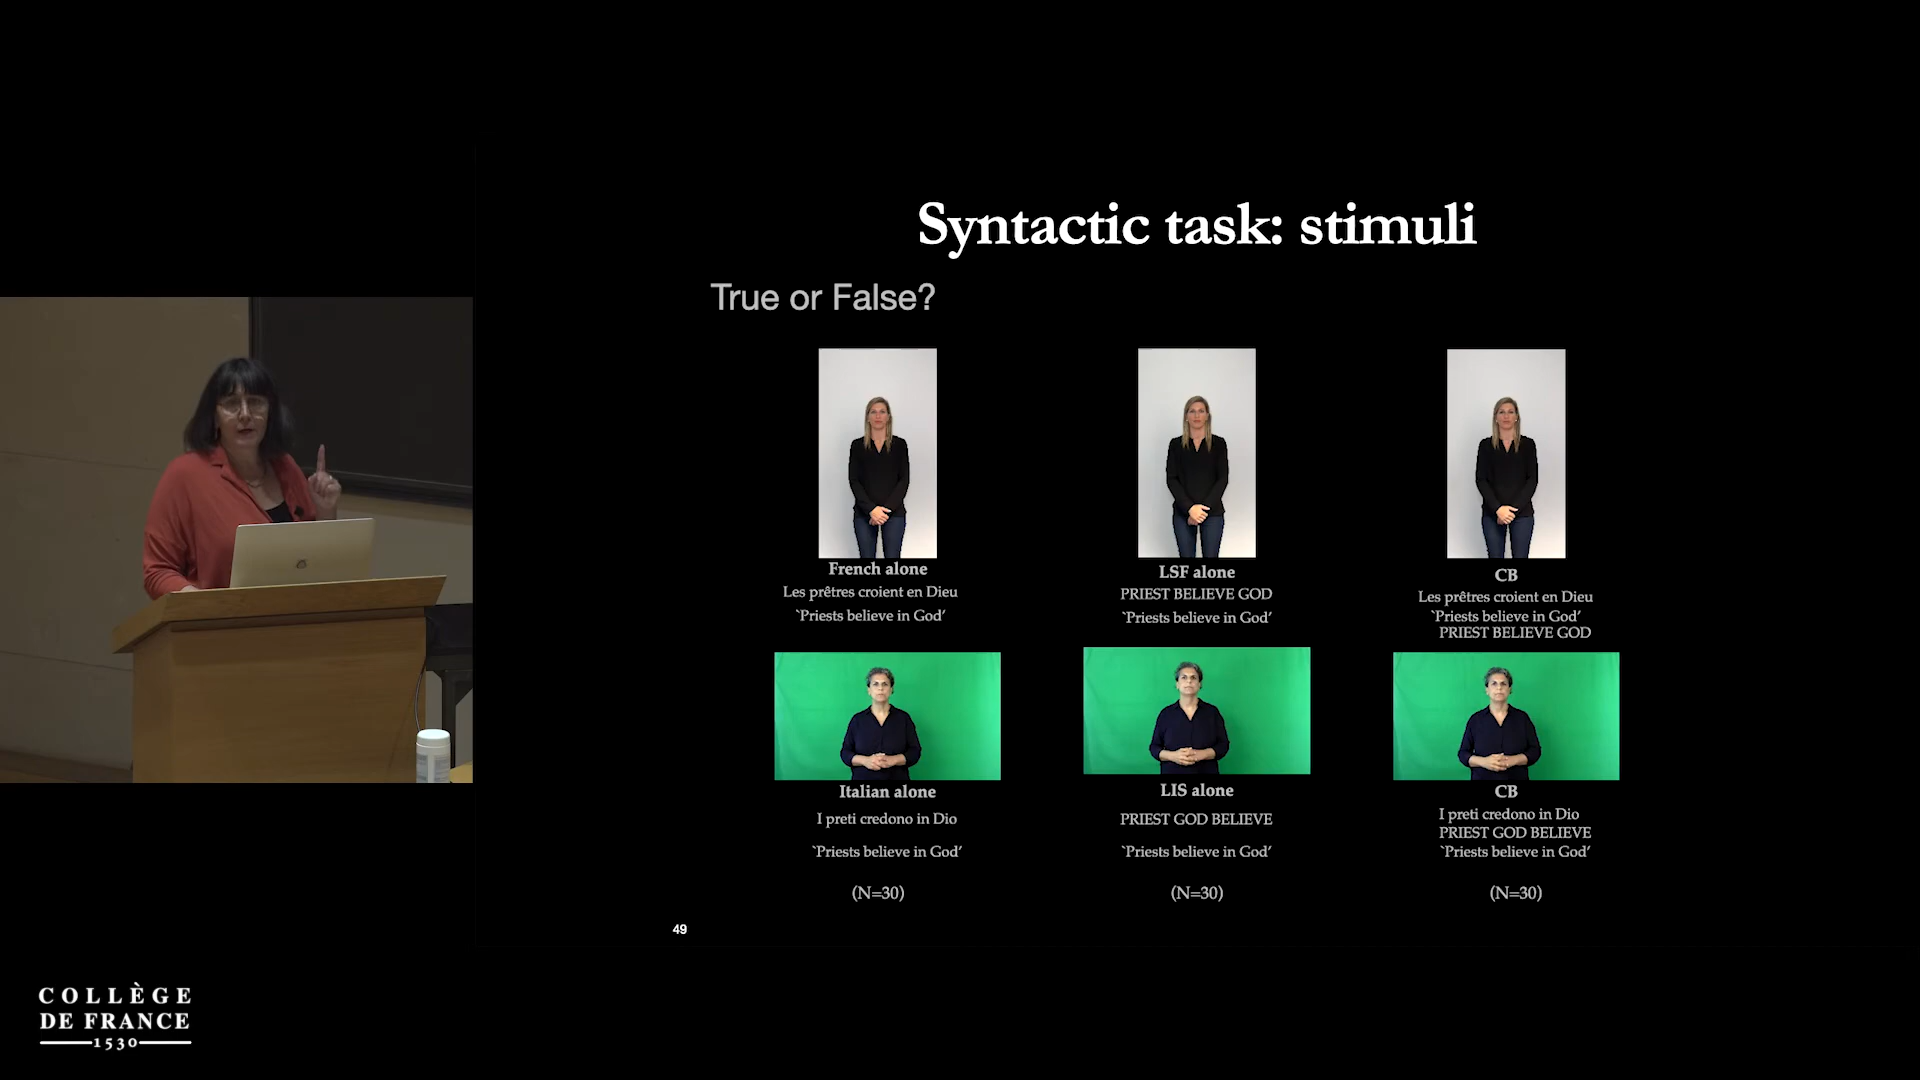 Syntactic task: stimuli
True or False?
French alone
Les prêtres croient en Dieu
`Priests believe in God'
LSF alone
PRIEST BELIEVE GOD
`Priests believe in God'
CB
Les prêtres croient en Dieu
`Priests believe in God'
PRIEST BELIEVE GOD
Italian alone
I preti credono in Dio
`Priests believe in God'
(N=30)
LIS alone
PRIEST GOD BELIEVE
`Priests believe in God'
(N=30)
CB
I preti credono in Dio
PRIEST GOD BELIEVE
`Priests believe in God'
(N=30)
49
COLLÈGE
DE FRANCE
1530